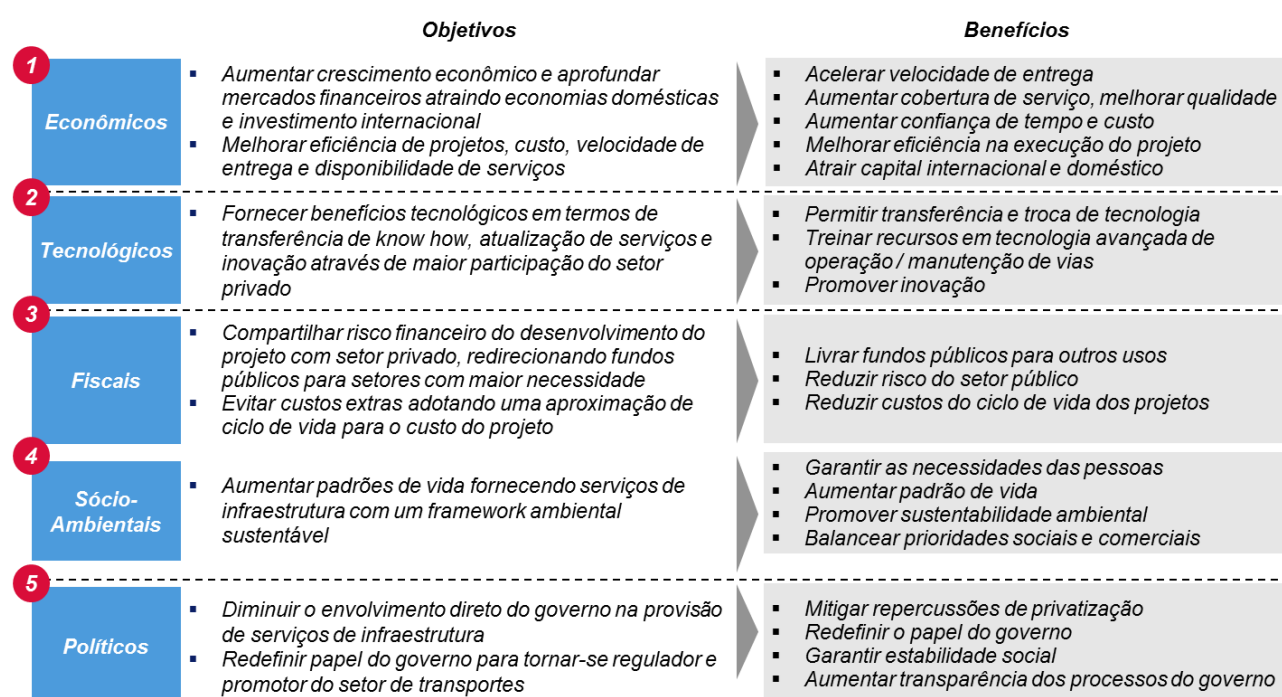 Objetivos
Benefícios
1
Econômicos
▪ Aumentar crescimento econômico e aprofundar
mercados financeiros atraindo economias domésticas
e investimento internacional
▪ Melhorar eficiência de projetos, custo, velocidade de
entrega e disponibilidade de serviços
▪ Acelerar velocidade de entrega
▪ Aumentar cobertura de serviço, melhorar qualidade
▪ Aumentar confiança de tempo e custo
▪ Melhorar eficiência na execução do projeto
▪ Atrair capital internacional e doméstico
2
Tecnológicos
▪ Fornecer benefícios tecnológicos em termos de
transferência de know how, atualização de serviços e
inovação através de maior participação do setor
privado
▪ Permitir transferência e troca de tecnologia
▪ Treinar recursos em tecnologia avançada de
operação / manutenção de vias
▪ Promover inovação
3
Fiscais
▪ Compartilhar risco financeiro do desenvolvimento do
projeto com setor privado, redirecionando fundos
públicos para setores com maior necessidade
▪ Evitar custos extras adotando uma aproximação de
ciclo de vida para o custo do projeto
▪ Livrar fundos públicos para outros usos
▪ Reduzir risco do setor público
▪ Reduzir custos do ciclo de vida dos projetos
4
Sócio-
Ambientais
▪ Aumentar padrões de vida fornecendo serviços de
infraestrutura com um framework ambiental
sustentável
▪ Garantir as necessidades das pessoas
▪ Aumentar padrão de vida
▪ Promover sustentabilidade ambiental
▪ Balancear prioridades sociais e comerciais
5
Políticos
▪ Diminuir o envolvimento direto do governo na provisão
de serviços de infraestrutura
▪ Redefinir papel do governo para tornar-se regulador e
promotor do setor de transportes
▪ Mitigar repercussões de privatização
▪ Redefinir o papel do governo
▪ Garantir estabilidade social
▪ Aumentar transparência dos processos do governo